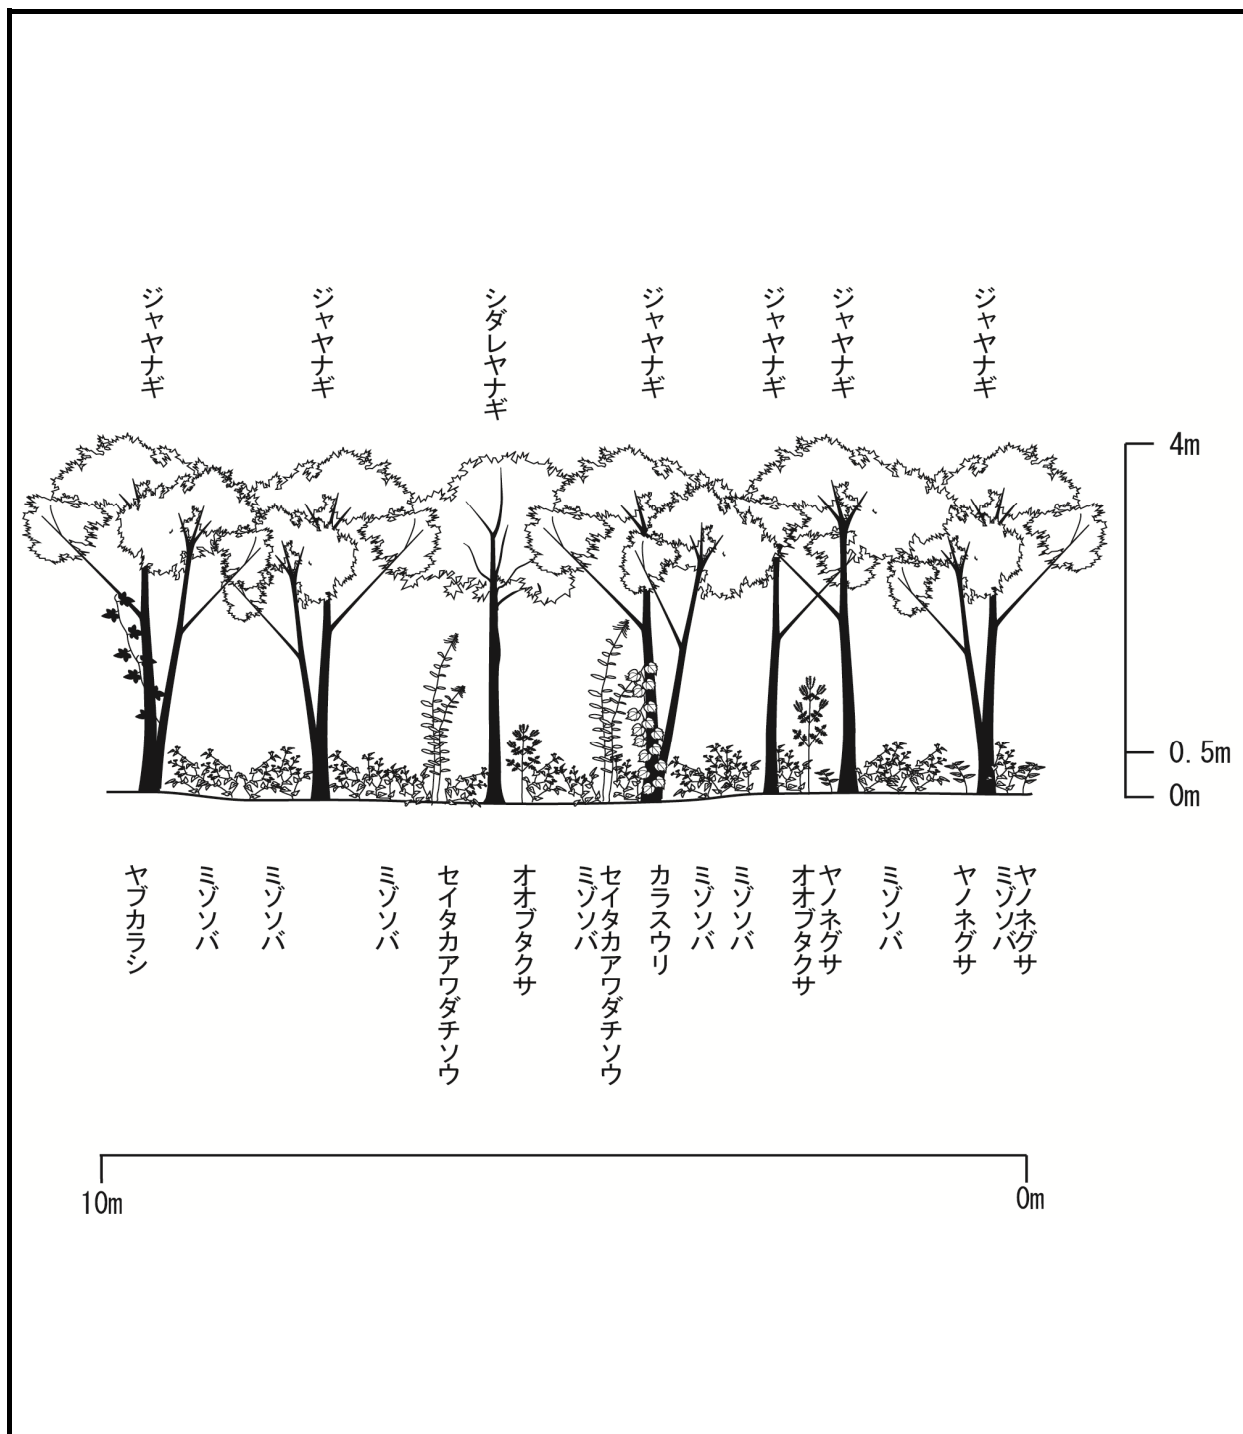 ジャヤナギ
ジャヤナギ
シダレヤナギ
ジャヤナギ
ジャヤナギ
ジャヤナギ
ジャヤナギ
4m
0.5m
0m
ヤブカラシ
ミゾソバ
ミゾソバ
ミゾソバ
セイタカアワダチソウ
オオブタクサ
ミゾソバ
セイタカアワダチソウ
カラスウリ
ミゾソバ
ミゾソバ
オオブタクサ
ヤノネグサ
ミゾソバ
ヤノネグサ
ミゾソバ
ヤノネグサ
10m
0m